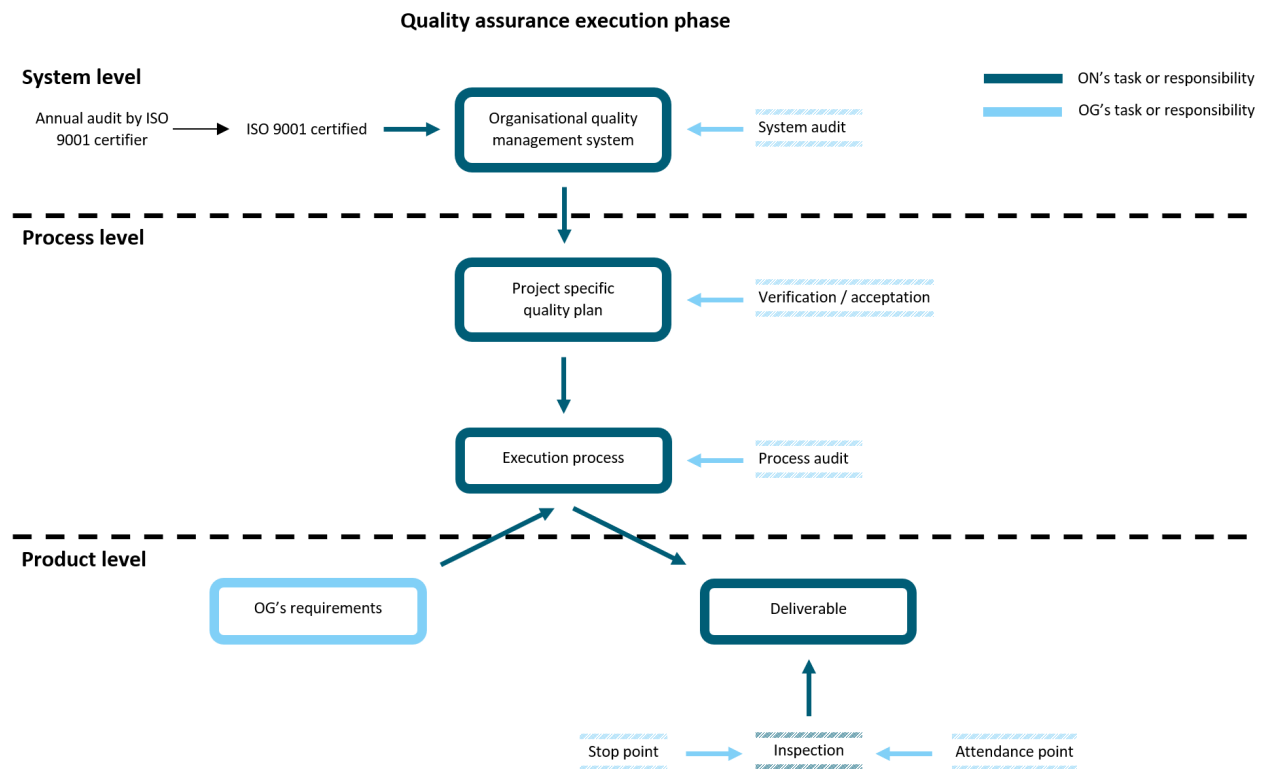 Quality assurance execution phase
System level
ON's task or responsibility
OG's task or responsibility
Annual audit by ISO
9001 certifier
ISO 9001 certified
Organisational quality
management system
System audit
Process level
Project specific
quality plan
Verification / acceptation
Execution process
Process audit
Product level
OG's requirements
Deliverable
Stop point
Inspection
Attendance point